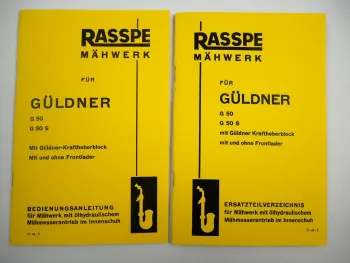 RASSPE
MÄHWERK
FÜR
GÜLDNER
G 50
G 50 S
Mit Güldner-Kraftheberblock
Mit und ohne Frontlader
BEDIENUNGSANLEITUNG
für Mähwerk mit ölhydraulischem
Mähmesserantrieb im Innenschuh
RASSPE
MÄHWERK
FÜR
GÜLDNER
G 50
G 50 S
mit Güldner Kraftheberblock
mit und ohne Frontlader
ERSATZTEILVERZEICHNIS
für Mähwerk mit ölhydraulischem
Mähmesserantrieb im Innenschuh